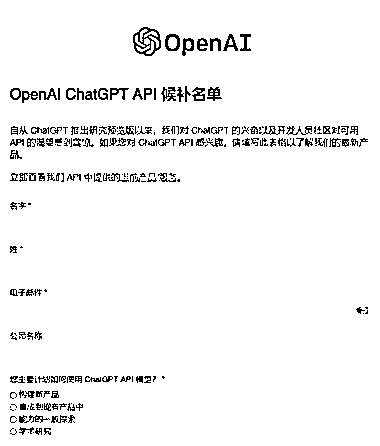 OpenAI
OpenAI ChatGPT API 候补名单
自从 ChatGPT 推出研究预览版以来，我们对 ChatGPT 的兴奋以及开发人员社区对可用
API 的渴望感到震惊。如果您对 ChatGPT API 感兴趣，请填写此表格以了解我们的最新产
品。
立即查看我们 API 中提供的当前产品/服务。
名字 *
姓 *
电子邮件 *
公司名称
您主要计划如何使用 ChatGPT API 模型？ *
构建新产品
集成到现有产品中
能力的一般探索
学术研究